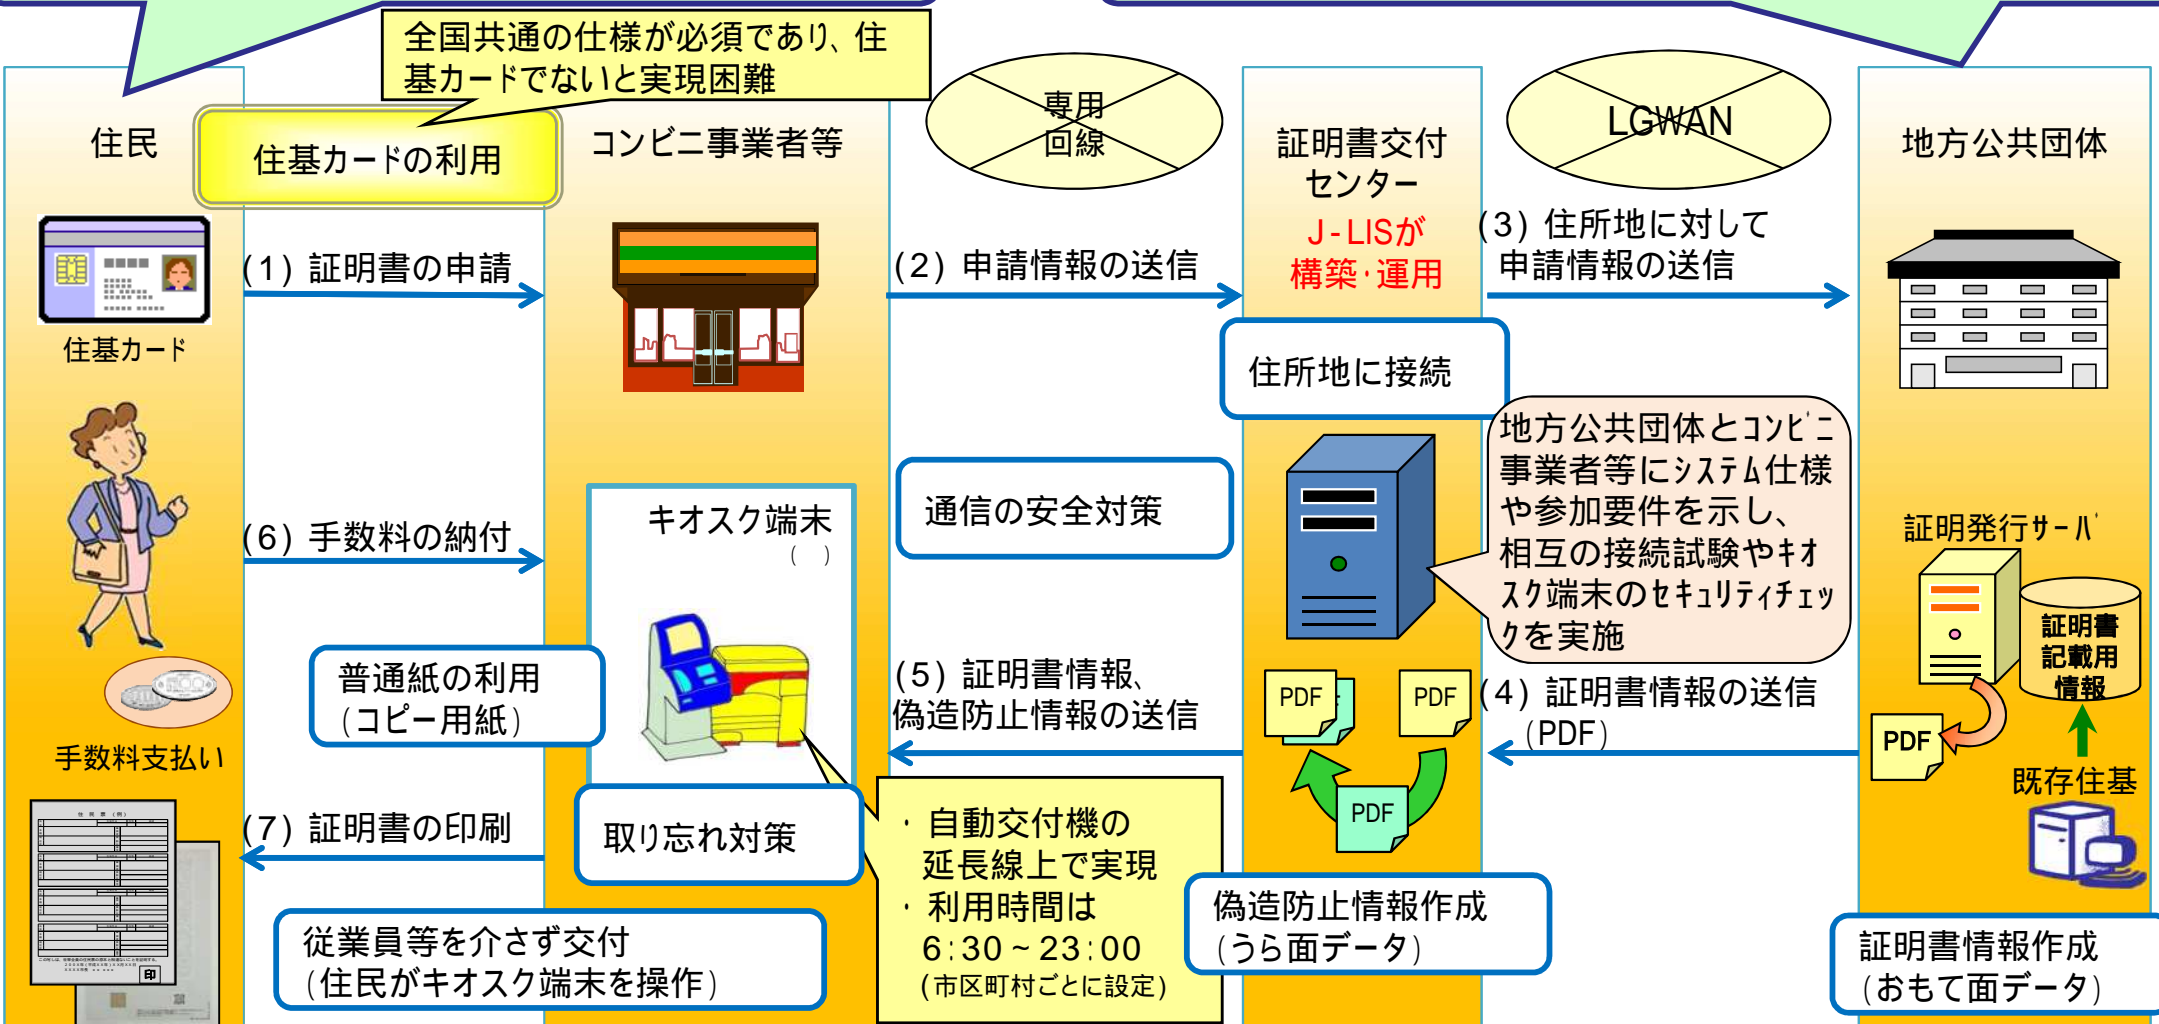 全国共通の仕様が必須であり、住
基カードでないと実現困難
住民
住基カードの利用
コンビニ事業者等
専用
回線
証明書交付
センター
J-LISが
構築・運用
LGWAN
地方公共団体
(1) 証明書の申請
(2) 申請情報の送信
(3) 住所地に対して
申請情報の送信
住基カード
住所地に接続
地方公共団体とコンビニ
事業者等にシステム仕様
や参加要件を示し、
相互の接続試験やキオ
スク端末のセキュリティチェッ
クを実施
(6) 手数料の納付
キオスク端末
( )
通信の安全対策
証明発行サーバ
証明書
記載用
情報
普通紙の利用
(コピー用紙)
(5) 証明書情報、
偽造防止情報の送信
PDF
PDF
PDF
(4) 証明書情報の送信
(PDF)
PDF
手数料支払い
既存住基
(7) 証明書の印刷
取り忘れ対策
・自動交付機の
延長線上で実現
・利用時間は
6:30~23:00
(市区町村ごとに設定)
従業員等を介さず交付
(住民がキオスク端末を操作)
偽造防止情報作成
(うら面データ)
証明書情報作成
(おもて面データ)
住 民 票 (例)
印